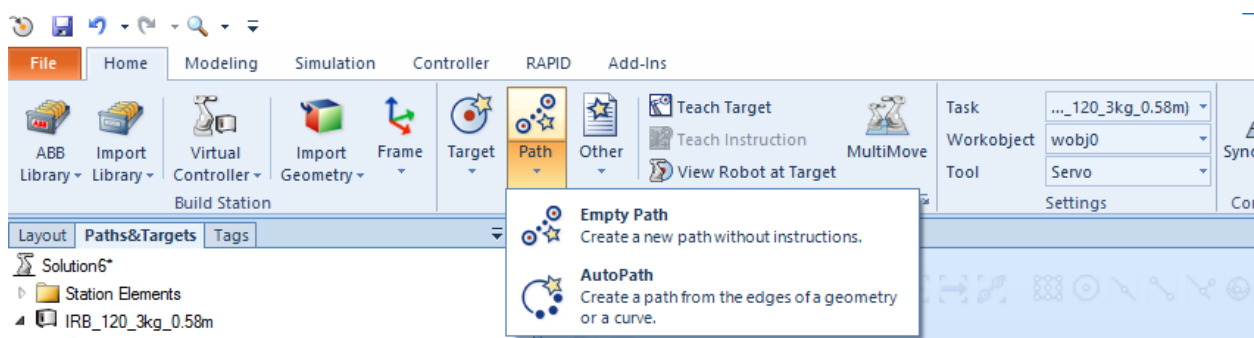 File Home Modeling Simulation Controller RAPID Add-Ins
ABB Library
Import Library
Virtual Controller
Import Geometry
Frame
Target
Path
Other
Teach Target
Teach Instruction
View Robot at Target
MultiMove
Task ..._120_3kg_0.58m)
Workobject wobj0
Tool Servo
Build Station
Settings
Layout Paths&Targets Tags
Solution6*
Station Elements
IRB_120_3kg_0.58m
Empty Path
Create a new path without instructions.
AutoPath
Create a path from the edges of a geometry
or a curve.